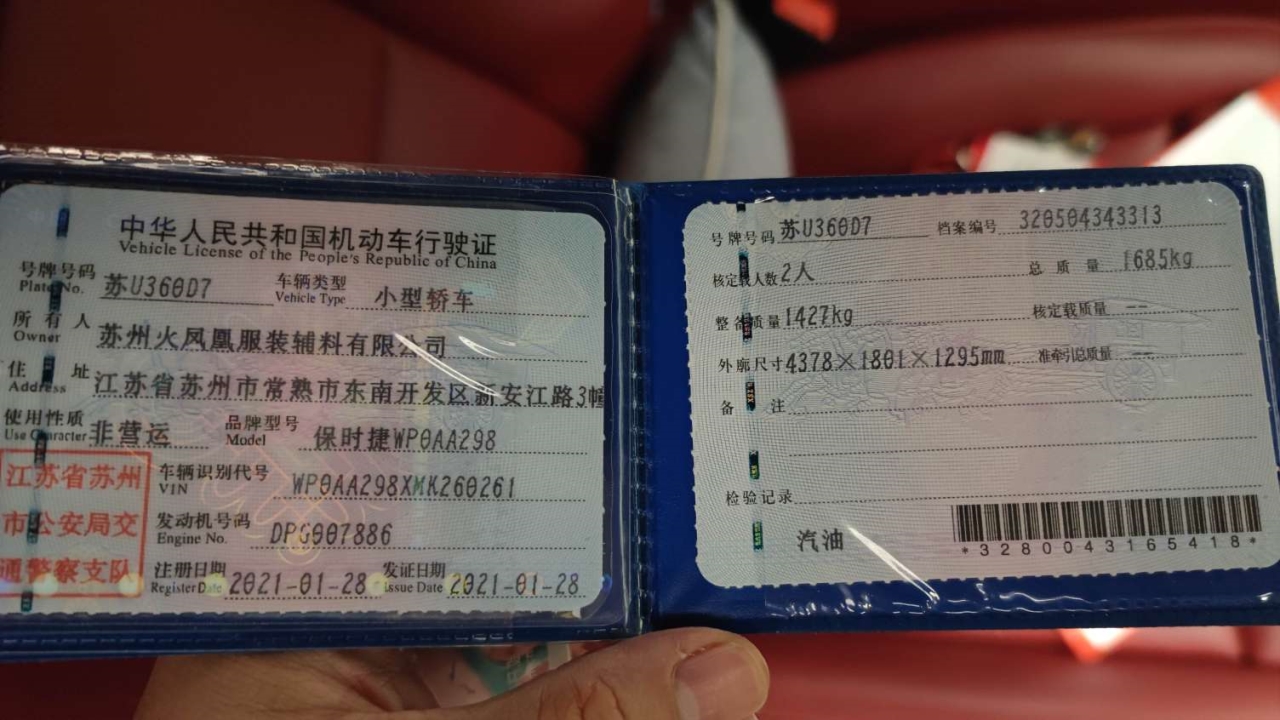 中华人民共和国机动车行驶证
Vehicle License of the People's Republic of China
号牌号码 苏U360D7 车辆类型 小型轿车
Plate No. Vehicle Type
所有人 苏州火凤凰服装辅料有限公司
Owner
住址 江苏省苏州市常熟市东南开发区新安江路3幢
Address
使用性质 非营运 品牌型号 保时捷WP0AA298
Use Character Model
江苏省苏州
市公安局交
通警察支队
车辆识别代号 WP0AA298XMK260261
VIN
发动机号码 DPG007886
Engine No.
注册日期 2021-01-28 发证日期 2021-01-28
Register Date Issue Date
号牌号码 苏U360D7 档案编号 320504343313
核定载人数 2人 总质量 1685kg
整备质量 1427kg 核定载质量 --
外廓尺寸 4378×1801×1295mm 准牵引总质量 --
备注
检验记录
汽油
*3280043165418*